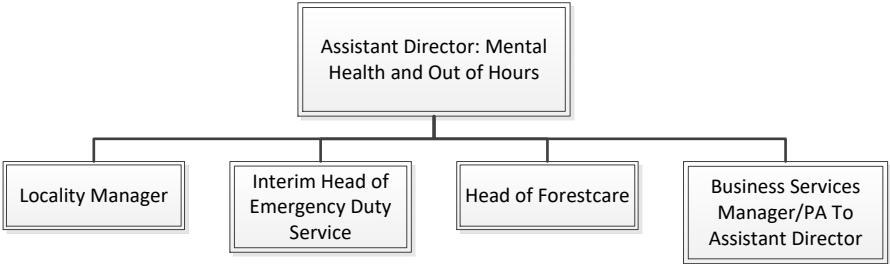 Assistant Director: Mental
Health and Out of Hours
Locality Manager
Interim Head of
Emergency Duty
Service
Head of Forestcare
Business Services
Manager/PA To
Assistant Director